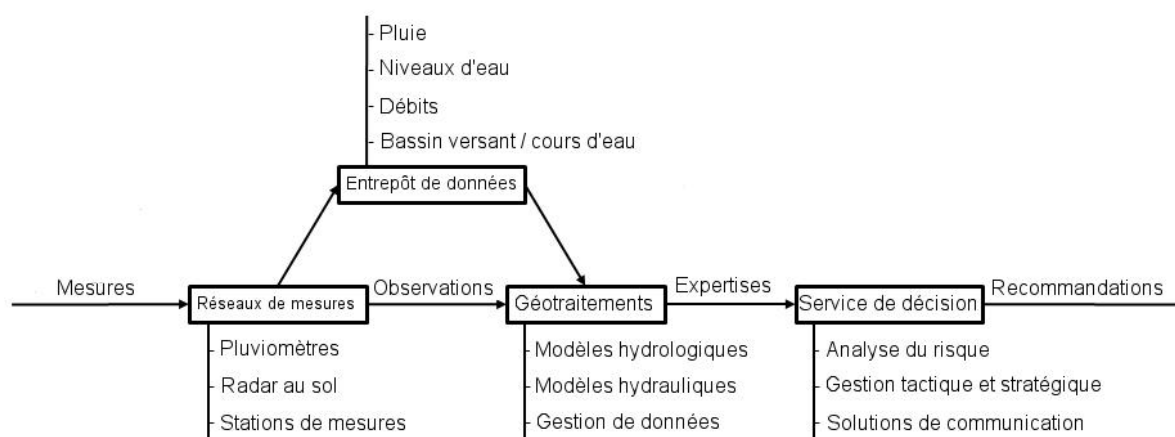 - Pluie
- Niveaux d'eau
- Débits
- Bassin versant / cours d'eau
Entrepôt de données
Mesures
Réseaux de mesures
Observations
Géotraitements
Expertises
Service de décision
Recommandations
- Pluviomètres
- Radar au sol
- Stations de mesures
- Modèles hydrologiques
- Modèles hydrauliques
- Gestion de données
- Analyse du risque
- Gestion tactique et stratégique
- Solutions de communication